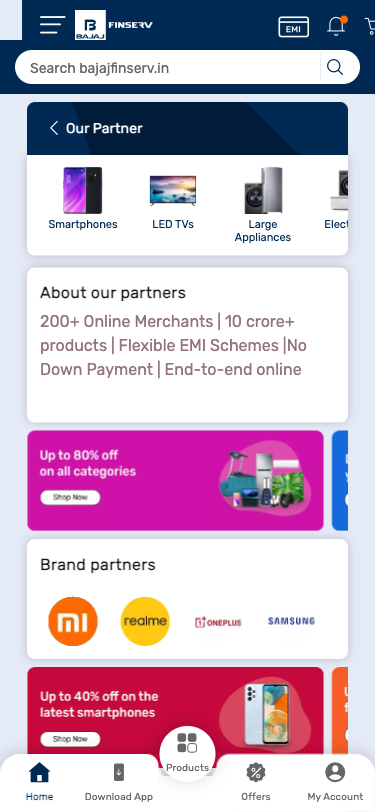 BAJAJ FINSERV
EMI
Search bajajfinserv.in
Our Partner
Smartphones
LED TVs
Large
Appliances
Elect
About our partners
200+ Online Merchants | 10 crore+
products | Flexible EMI Schemes |No
Down Payment | End-to-end online
Up to 80% off
on all categories
Shop Now
Brand partners
realme
ONEPLUS
SAMSUNG
Up to 40% off on the
latest smartphones
Shop Now
Products
Home
Download App
Offers
My Account